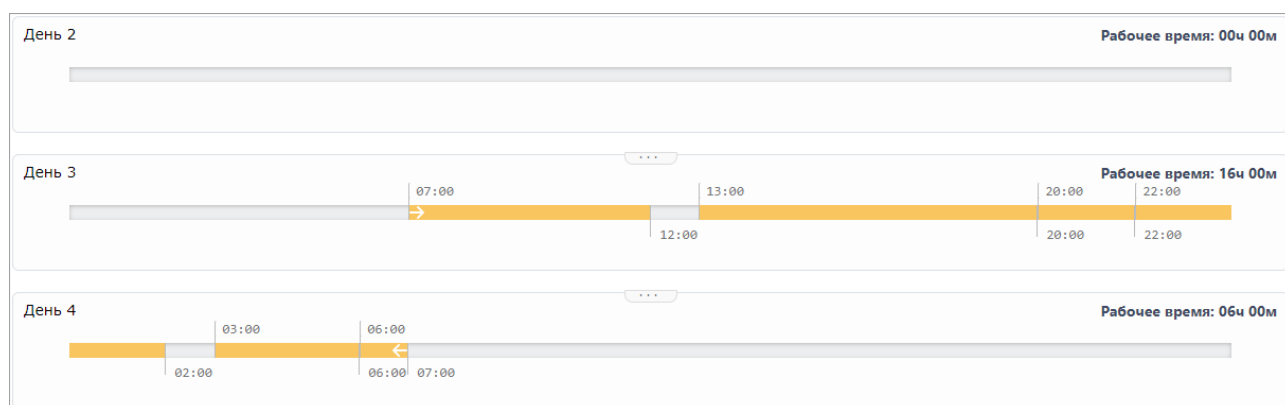 День 2
Рабочее время: 00ч 00м
День 3
Рабочее время: 16ч 00м
07:00 13:00 20:00 22:00
12:00 20:00 22:00
День 4
Рабочее время: 06ч 00м
03:00 06:00
02:00 06:00 07:00